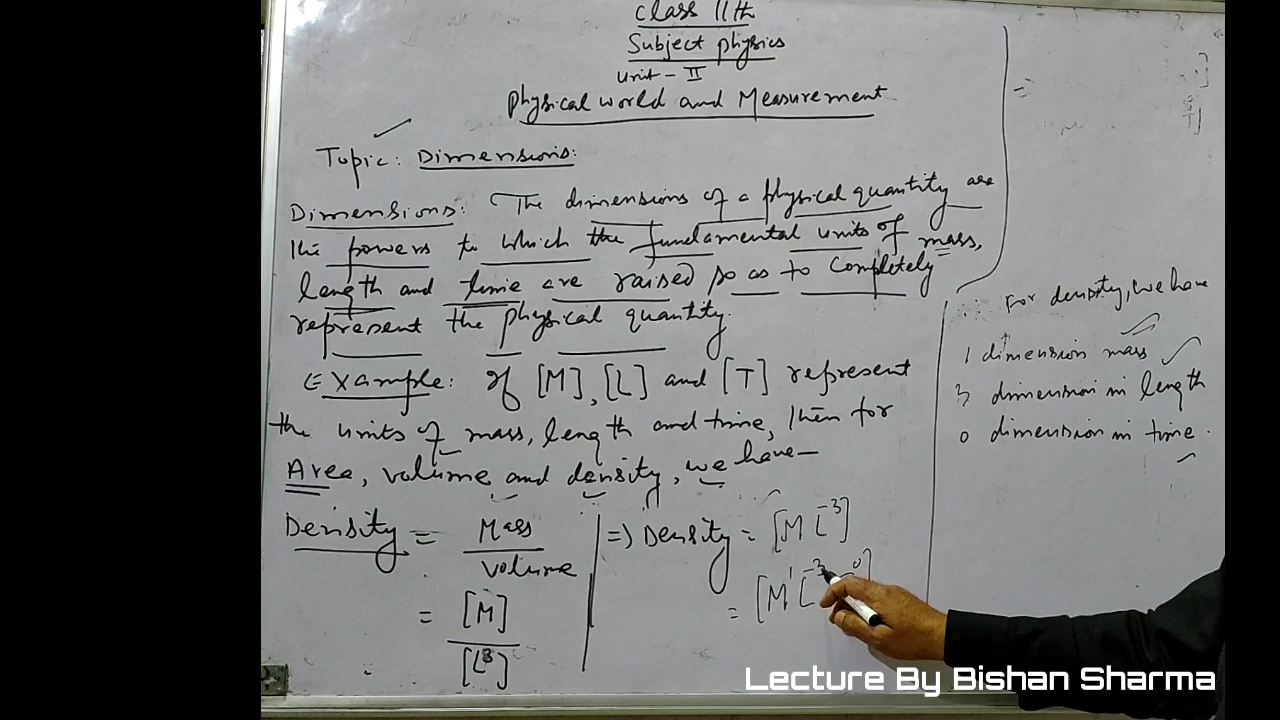 Class 11th
Subject physics
Unit - II
Physical world and Measurement
Topic: Dimensions:
Dimensions: The dimensions of a physical quantity are
the powers to which the fundamental units of mass,
length and time are raised so as to completely
represent the physical quantity.
Example: If [M], [L] and [T] represent
the units of mass, length and time, then for
Area, volume and density, we have—
Density = Mass / volume
= [M] / [L³]
=> Density = [M L⁻³]
= [M¹ L⁻³ ⁰]
For density, we have
1 dimension mass
3 dimension in length
0 dimension in time.
Lecture By Bishan Sharma